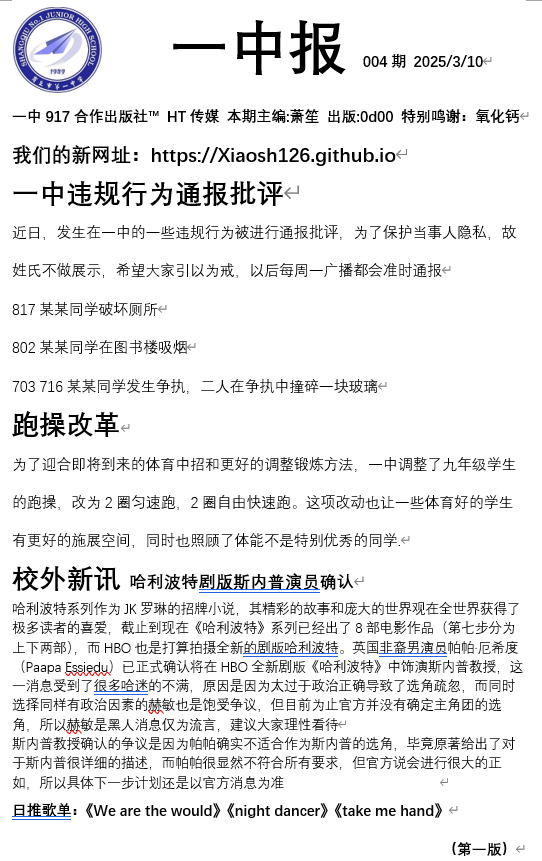 SHANGQIU No.1 JUNIOR HIGH SCHOOL
1989
一中报 004 期 2025/3/10
一中 917 合作出版社™ HT 传媒 本期主编:萧笙 出版:0d00 特别鸣谢：氧化钙
我们的新网址：https://Xiaosh126.github.io
一中违规行为通报批评
近日，发生在一中的一些违规行为被进行通报批评，为了保护当事人隐私，故
姓氏不做展示，希望大家引以为戒，以后每周一广播都会准时通报
817 某某同学破坏厕所
802 某某同学在图书楼吸烟
703 716 某某同学发生争执，二人在争执中撞碎一块玻璃
跑操改革
为了迎合即将到来的体育中招和更好的调整锻炼方法，一中调整了九年级学生
的跑操，改为 2 圈匀速跑，2 圈自由快速跑。这项改动也让一些体育好的学生
有更好的施展空间，同时也照顾了体能不是特别优秀的同学.
校外新讯 哈利波特剧版斯内普演员确认
哈利波特系列作为 JK 罗琳的招牌小说，其精彩的故事和庞大的世界观在全世界获得了
极多读者的喜爱，截止到现在《哈利波特》系列已经出了 8 部电影作品（第七步分为
上下两部），而 HBO 也是打算拍摄全新的剧版哈利波特。英国非裔男演员帕帕·厄希度
（Paapa Essiedu）已正式确认将在 HBO 全新剧版《哈利波特》中饰演斯内普教授，这
一消息受到了很多哈迷的不满，原因是因为太过于政治正确导致了选角疏忽，而同时
选择同样有政治因素的赫敏也是饱受争议，但目前为止官方并没有确定主角团的选
角，所以赫敏是黑人消息仅为流言，建议大家理性看待
斯内普教授确认的争议是因为帕帕确实不适合作为斯内普的选角，毕竟原著给出了对
于斯内普很详细的描述，而帕帕很显然不符合所有要求，但官方说会进行很大的正
如，所以具体下一步计划还是以官方消息为准
日推歌单：《We are the would》《night dancer》《take me hand》
（第一版）